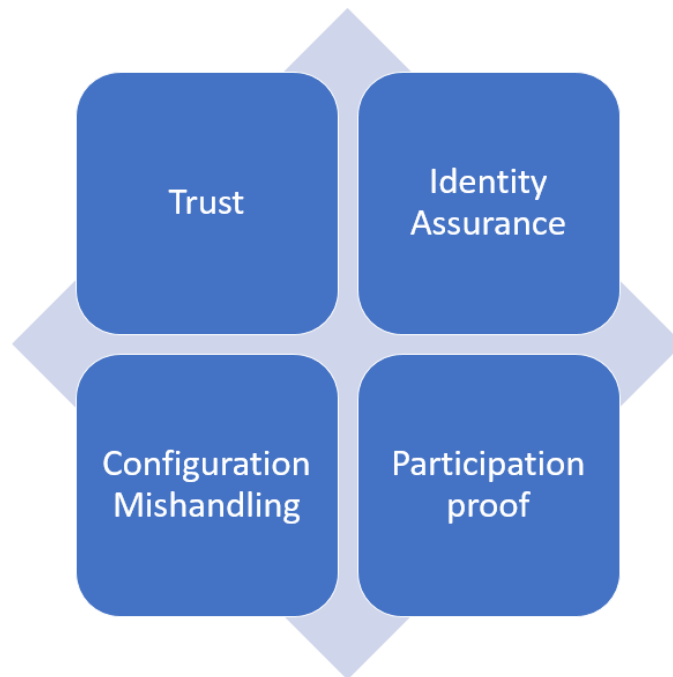 Trust
Identity
Assurance
Configuration
Mishandling
Participation
proof